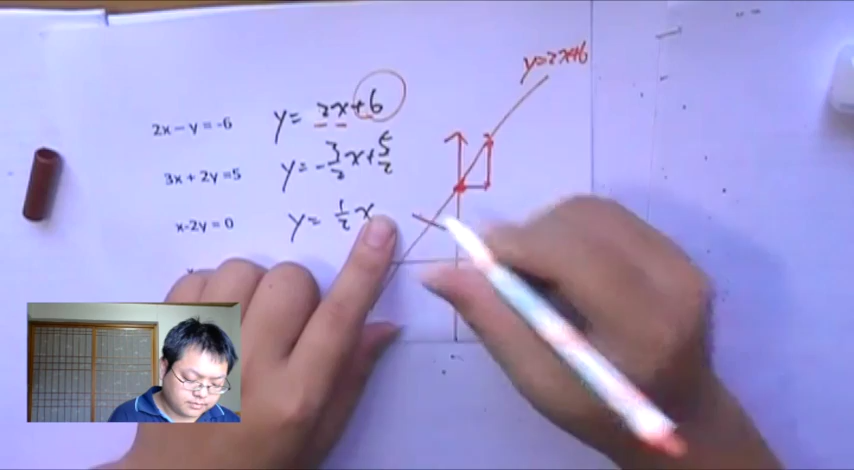 y=2x+6
2x-y=-6 y= 2x+6
3x+2y=5 y=-3/2x+5/2
x-2y=0 y= 1/2x